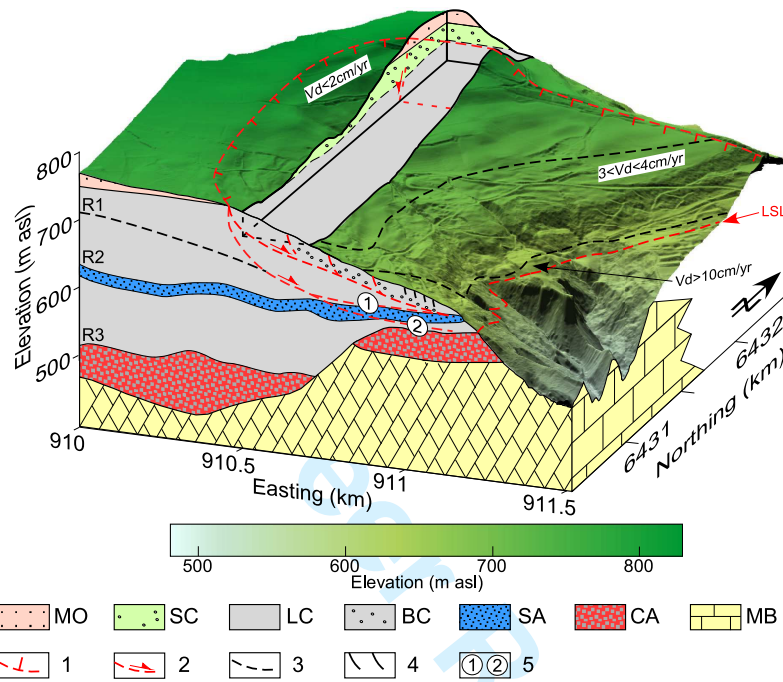 Vd<2cm/yr
3<Vd<4cm/yr
LSL
Vd>10cm/yr
Elevation (m asl)
800
700
600
500
R1
R2
R3
1
2
910
910.5
911
911.5
Easting (km)
6431
6432
Northing (km)
N
500 600 700 800
Elevation (m asl)
MO SC LC BC SA CA MB
1 2 3 4 1 2 5
eer P